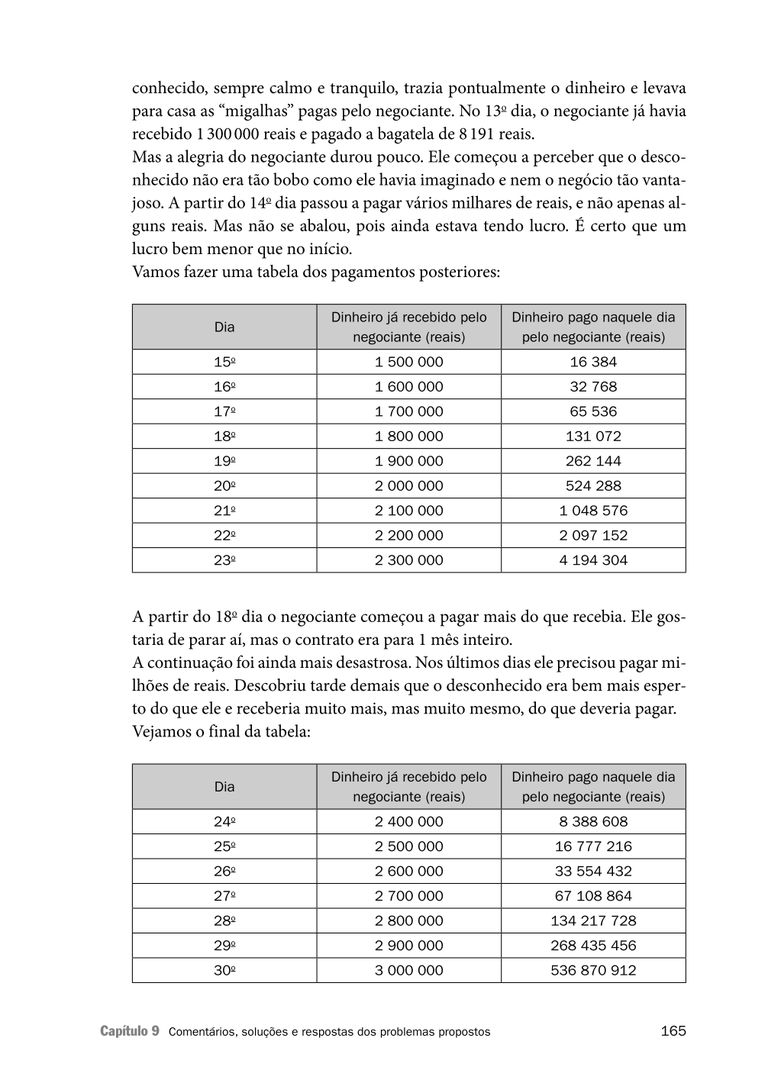 conhecido, sempre calmo e tranquilo, trazia pontualmente o dinheiro e levava
para casa as “migalhas” pagas pelo negociante. No 13º dia, o negociante já havia
recebido 1 300 000 reais e pagado a bagatela de 8 191 reais.
Mas a alegria do negociante durou pouco. Ele começou a perceber que o desco-
nhecido não era tão bobo como ele havia imaginado e nem o negócio tão vanta-
joso. A partir do 14º dia passou a pagar vários milhares de reais, e não apenas al-
guns reais. Mas não se abalou, pois ainda estava tendo lucro. É certo que um
lucro bem menor que no início.
Vamos fazer uma tabela dos pagamentos posteriores:
Dia | Dinheiro já recebido pelo negociante (reais) | Dinheiro pago naquele dia pelo negociante (reais)
15º | 1 500 000 | 16 384
16º | 1 600 000 | 32 768
17º | 1 700 000 | 65 536
18º | 1 800 000 | 131 072
19º | 1 900 000 | 262 144
20º | 2 000 000 | 524 288
21º | 2 100 000 | 1 048 576
22º | 2 200 000 | 2 097 152
23º | 2 300 000 | 4 194 304
A partir do 18º dia o negociante começou a pagar mais do que recebia. Ele gos-
taria de parar aí, mas o contrato era para 1 mês inteiro.
A continuação foi ainda mais desastrosa. Nos últimos dias ele precisou pagar mi-
lhões de reais. Descobriu tarde demais que o desconhecido era bem mais esper-
to do que ele e receberia muito mais, mas muito mesmo, do que deveria pagar.
Vejamos o final da tabela:
Dia | Dinheiro já recebido pelo negociante (reais) | Dinheiro pago naquele dia pelo negociante (reais)
24º | 2 400 000 | 8 388 608
25º | 2 500 000 | 16 777 216
26º | 2 600 000 | 33 554 432
27º | 2 700 000 | 67 108 864
28º | 2 800 000 | 134 217 728
29º | 2 900 000 | 268 435 456
30º | 3 000 000 | 536 870 912
Capítulo 9 Comentários, soluções e respostas dos problemas propostos 165